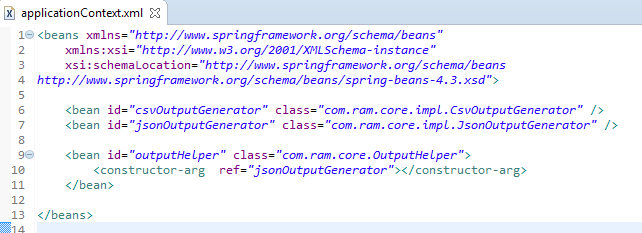 applicationContext.xml
1 <beans xmlns="http://www.springframework.org/schema/beans"
2 xmlns:xsi="http://www.w3.org/2001/XMLSchema-instance"
3 xsi:schemaLocation="http://www.springframework.org/schema/beans
4 http://www.springframework.org/schema/beans/spring-beans-4.3.xsd">
5
6 <bean id="csvOutputGenerator" class="com.ram.core.impl.CsvOutputGenerator" />
7 <bean id="jsonOutputGenerator" class="com.ram.core.impl.JsonOutputGenerator" />
8
9 <bean id="outputHelper" class="com.ram.core.OutputHelper">
10 <constructor-arg  ref="jsonOutputGenerator"></constructor-arg>
11 </bean>
12
13 </beans>
14